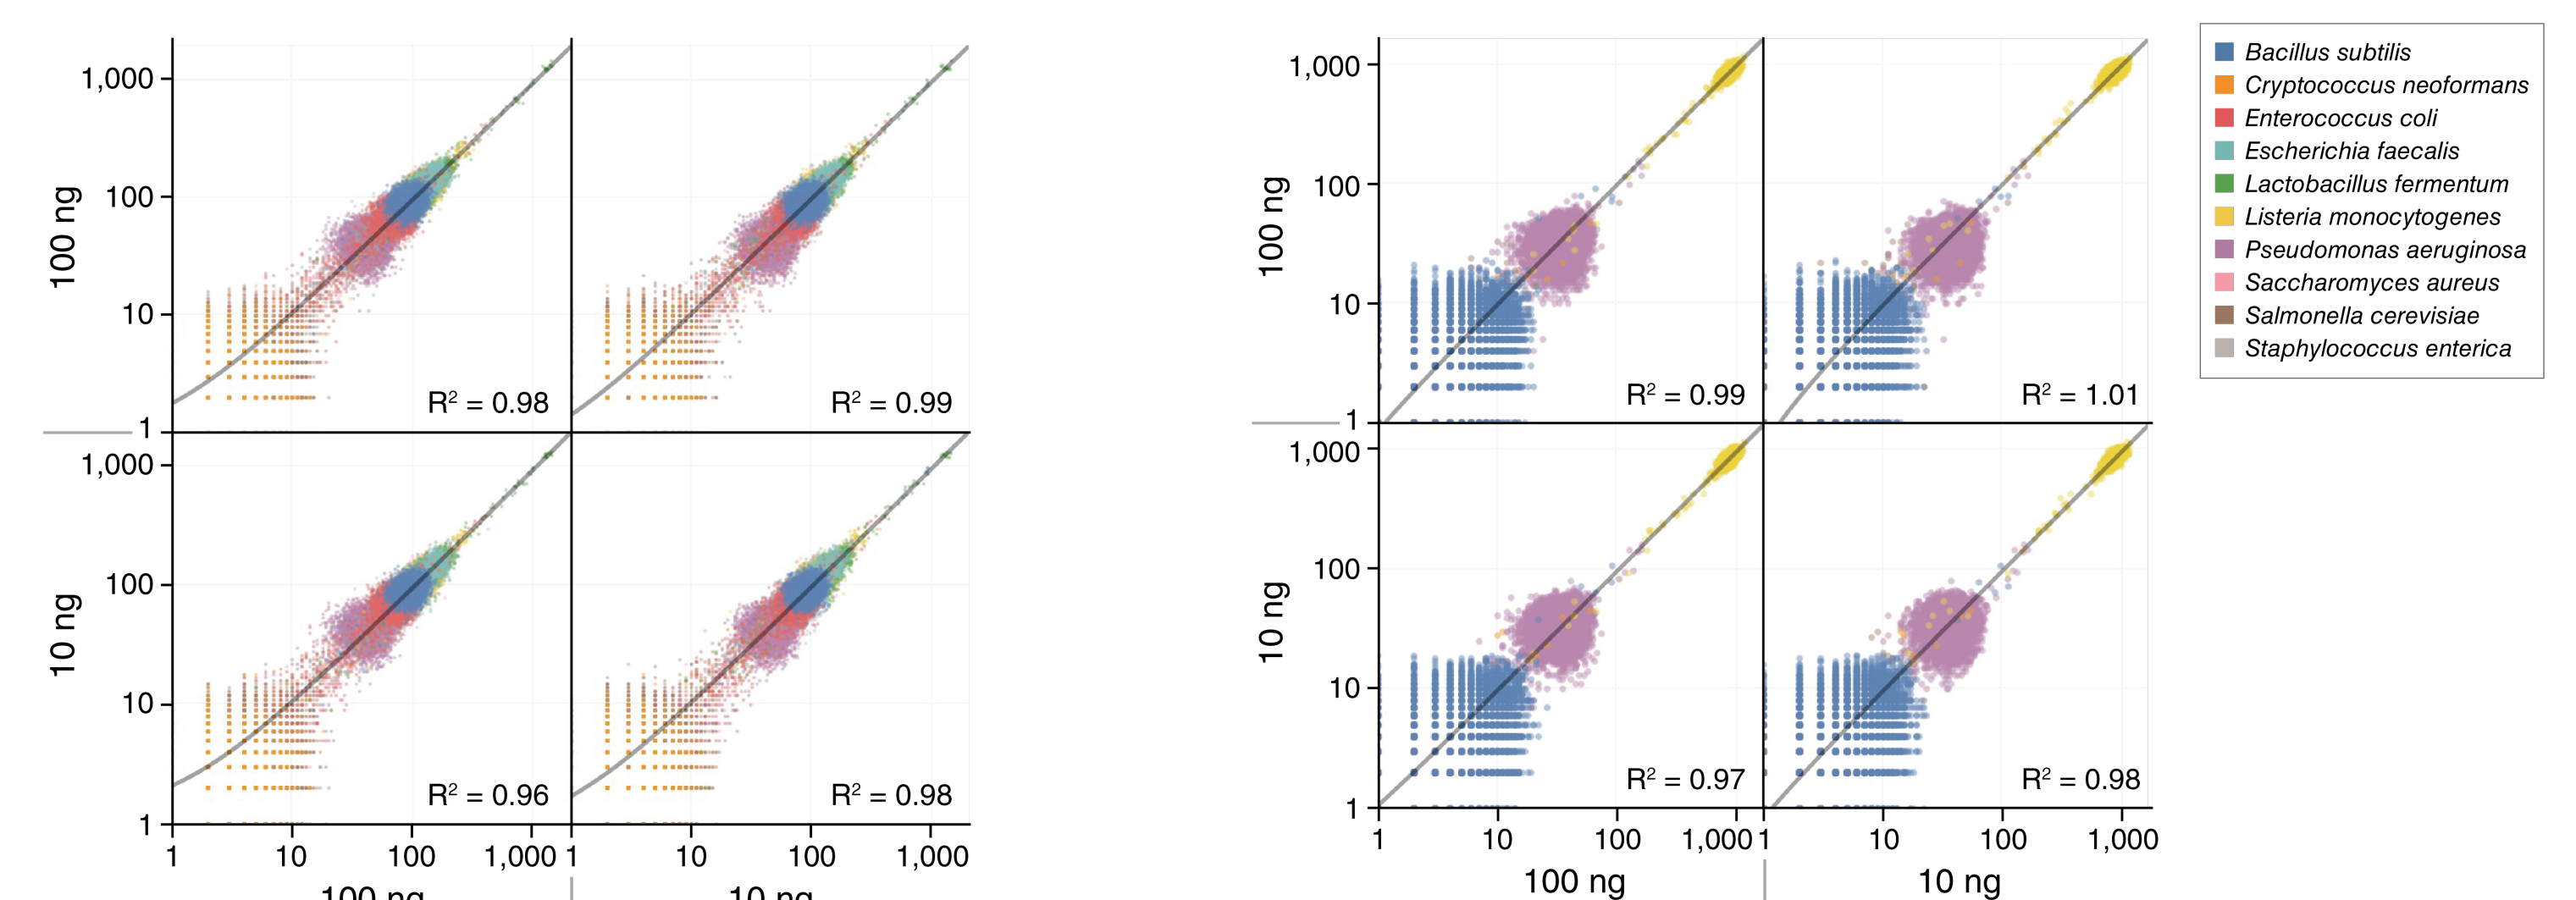 1,000
100
10
1
100 ng
R² = 0.98
R² = 0.99
1,000
100
10
1
10 ng
R² = 0.96
R² = 0.98
1 10 100 1,000 1 10 100 1,000
100 ng 10 ng
1,000
100
10
1
100 ng
R² = 0.99
R² = 1.01
1,000
100
10
1
10 ng
R² = 0.97
R² = 0.98
1 10 100 1,000 1 10 100 1,000
100 ng 10 ng
Bacillus subtilis
Cryptococcus neoformans
Enterococcus coli
Escherichia faecalis
Lactobacillus fermentum
Listeria monocytogenes
Pseudomonas aeruginosa
Saccharomyces aureus
Salmonella cerevisiae
Staphylococcus enterica